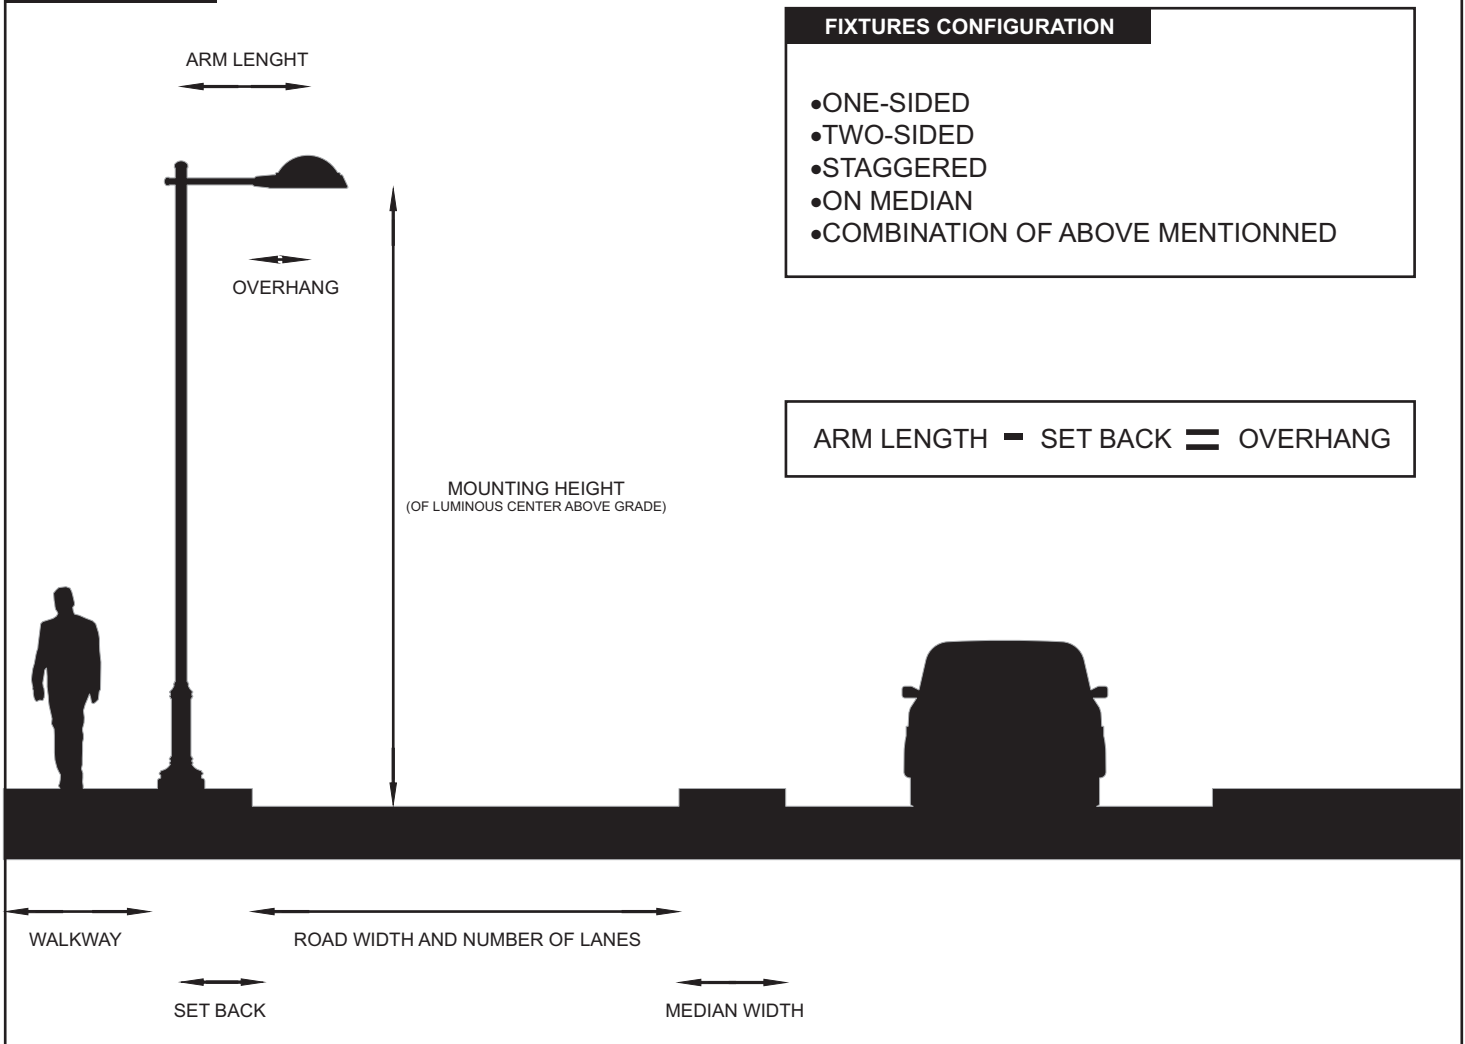 ARM LENGHT
FIXTURES CONFIGURATION
•ONE-SIDED
•TWO-SIDED
•STAGGERED
•ON MEDIAN
•COMBINATION OF ABOVE MENTIONNED
OVERHANG
ARM LENGTH - SET BACK = OVERHANG
MOUNTING HEIGHT
(OF LUMINOUS CENTER ABOVE GRADE)
WALKWAY
ROAD WIDTH AND NUMBER OF LANES
SET BACK
MEDIAN WIDTH